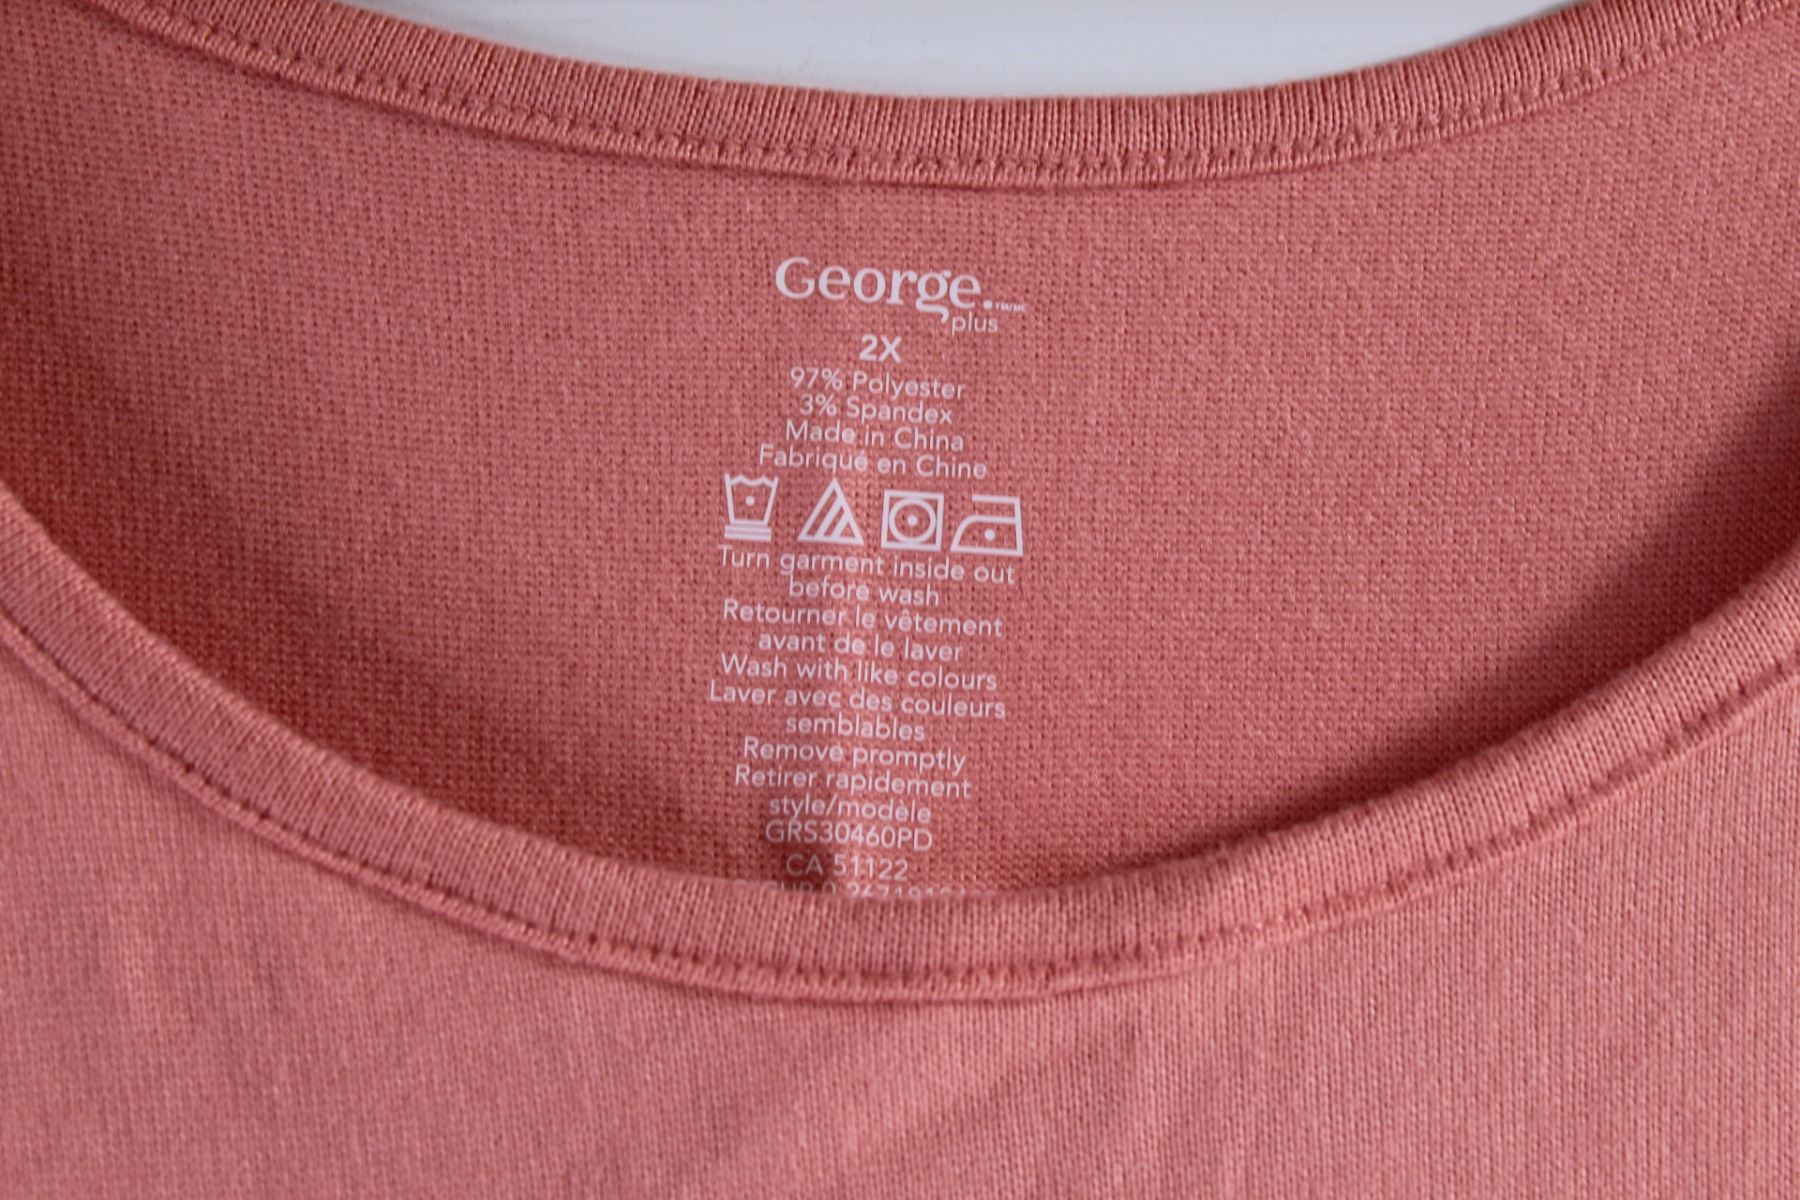 George.™/MC
plus
2X
97% Polyester
3% Spandex
Made in China
Fabriqué en Chine
Turn garment inside out
before wash
Retourner le vêtement
avant de le laver
Wash with like colours
Laver avec des couleurs
semblables
Remove promptly
Retirer rapidement
style/modèle
GRS30460PD
CA 51122